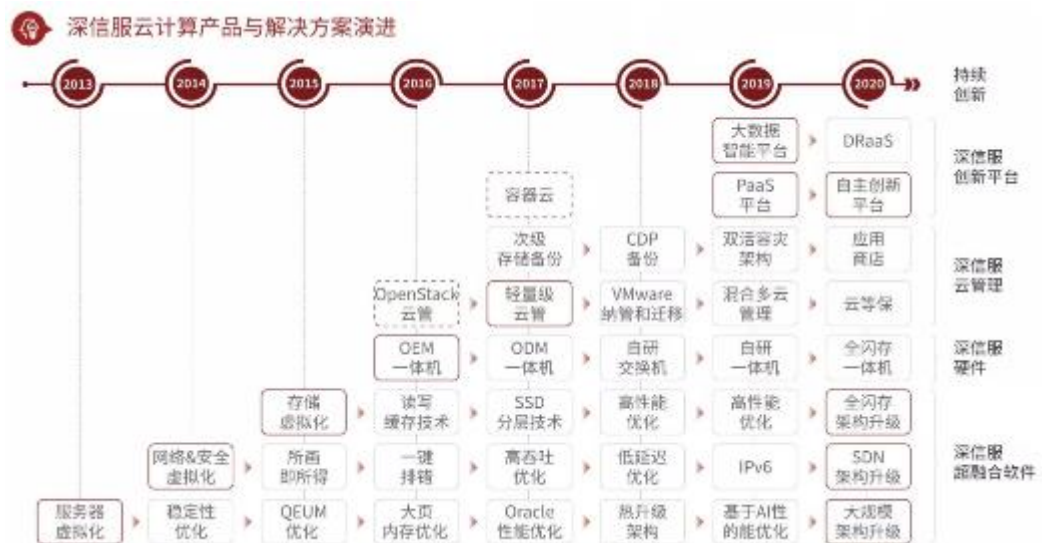 深信服云计算产品与解决方案演进
2013 2014 2015 2016 2017 2018 2019 2020
持续
创新
大数据
智能平台
DRaaS
深信服
创新平台
PaaS
平台
自主创新
平台
容器云
次级
存储备份
CDP
备份
双活容灾
架构
应用
商店
深信服
云管理
OpenStack
云管
轻量级
云管
VMware
纳管和迁移
混合多云
管理
云等保
OEM
一体机
ODM
一体机
自研
交换机
自研
一体机
全闪存
一体机
深信服
硬件
存储
虚拟化
读写
缓存技术
SSD
分层技术
高性能
优化
高性能
优化
全闪存
架构升级
网络&安全
虚拟化
所画
即所得
一键
排错
高吞吐
优化
低延迟
优化
IPv6
SDN
架构升级
深信服
超融合软件
服务器
虚拟化
稳定性
优化
QEUM
优化
大页
内存优化
Oracle
性能优化
热升级
架构
基于AI性
的能优化
大规模
架构升级